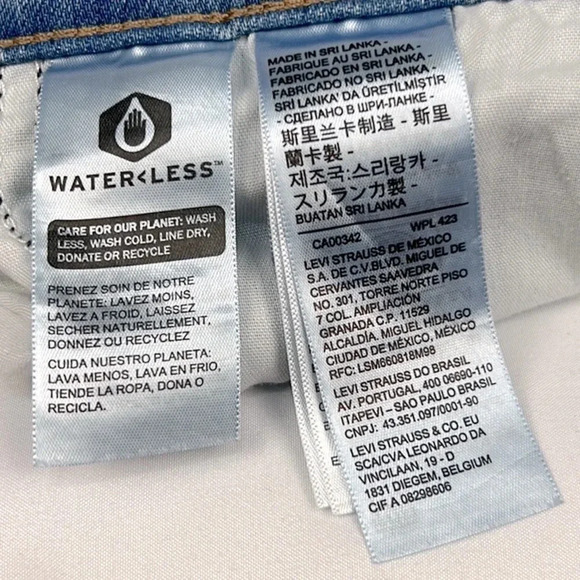 WATER<LESS™
CARE FOR OUR PLANET: WASH
LESS, WASH COLD, LINE DRY,
DONATE OR RECYCLE
PRENEZ SOIN DE NOTRE
PLANETE: LAVEZ MOINS,
LAVEZ A FROID, LAISSEZ
SECHER NATURELLEMENT,
DONNEZ OU RECYCLEZ
CUIDA NUESTRO PLANETA:
LAVA MENOS, LAVA EN FRIO,
TIENDE LA ROPA, DONA O
RECICLA.
MADE IN SRI LANKA -
FABRIQUE AU SRI LANKA -
FABRICADO EN SRI LANKA -
FABRICADO NO SRI LANKA -
SRI LANKA' DA ÜRETİLMİŞTİR
- СДЕЛАНО В ШРИ-ЛАНКЕ -
斯里兰卡制造 - 斯里
蘭卡製 -
제조국:스리랑카 -
スリランカ製 -
BUATAN SRI LANKA
CA00342 WPL 423
LEVI STRAUSS DE MÉXICO
S.A. DE C.V.BLVD. MIGUEL DE
CERVANTES SAAVEDRA
NO. 301, TORRE NORTE PISO
7 COL. AMPLIACIÓN
GRANADA C.P. 11529
ALCALDÍA, MIGUEL HIDALGO
CIUDAD DE MÉXICO, MÉXICO
RFC: LSM660818M98
LEVI STRAUSS DO BRASIL
AV. PORTUGAL, 400 06690-110
ITAPEVI – SAO PAULO BRASIL
CNPJ: 43.351.097/0001-90
LEVI STRAUSS & CO. EU
SCA/CVA LEONARDO DA
VINCILAAN, 19 - D
1831 DIEGEM, BELGIUM
CIF A 08298606